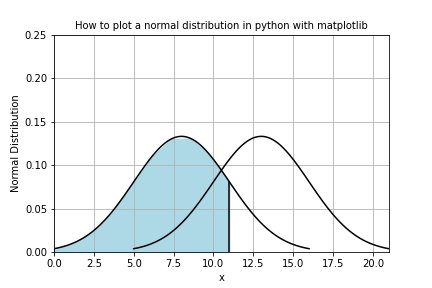 How to plot a normal distribution in python with matplotlib
0.25
0.20
0.15
0.10
0.05
0.00
Normal Distribution
0.0 2.5 5.0 7.5 10.0 12.5 15.0 17.5 20.0
x